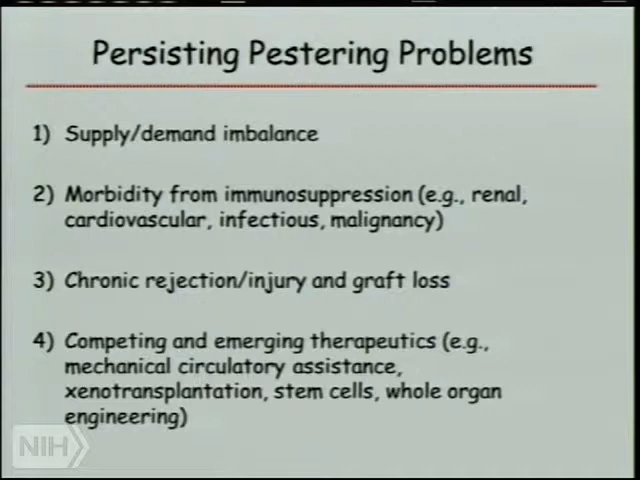 Persisting Pestering Problems
1) Supply/demand imbalance
2) Morbidity from immunosuppression (e.g., renal,
cardiovascular, infectious, malignancy)
3) Chronic rejection/injury and graft loss
4) Competing and emerging therapeutics (e.g.,
mechanical circulatory assistance,
xenotransplantation, stem cells, whole organ
engineering)
NIH